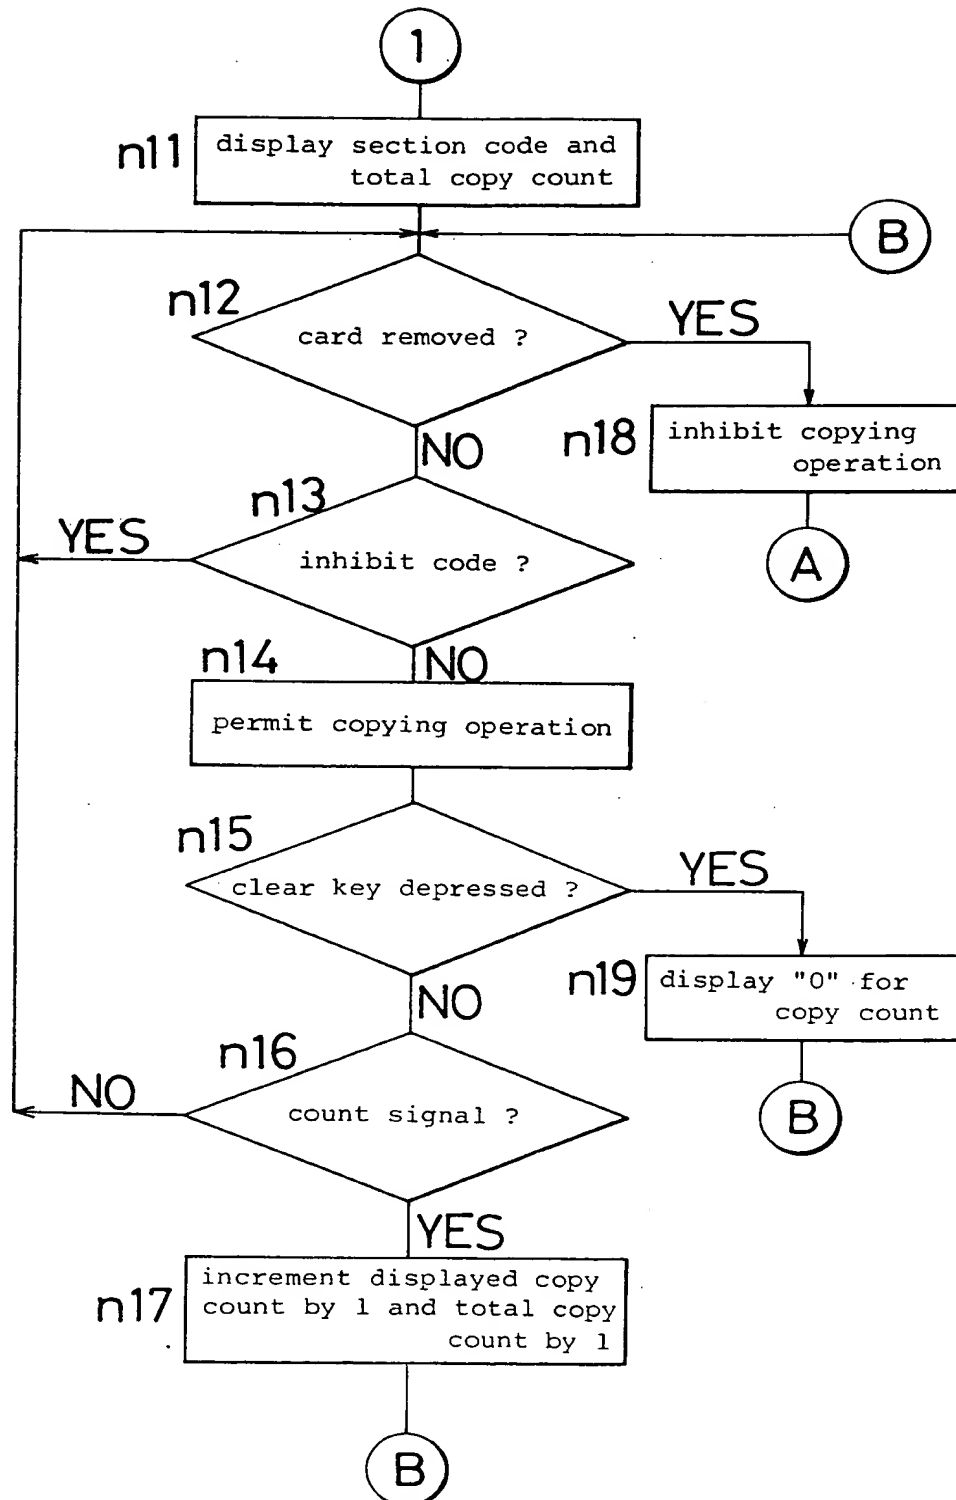 1
n11
display section code and
total copy count
B
n12
card removed ?
YES
n18
inhibit copying
operation
NO
A
n13
inhibit code ?
YES
NO
n14
permit copying operation
n15
clear key depressed ?
YES
n19
display "0" for
copy count
NO
B
n16
count signal ?
NO
YES
n17
increment displayed copy
count by 1 and total copy
count by 1
B